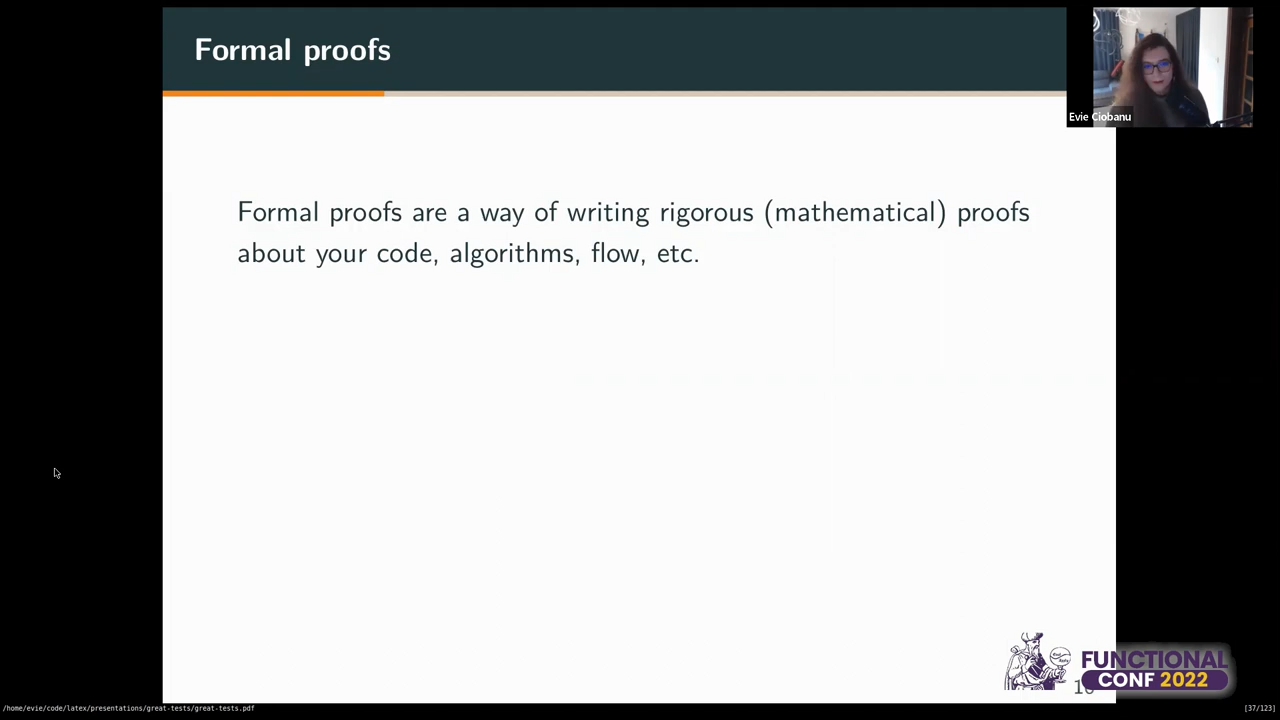 Formal proofs
Evie Ciobanu
Formal proofs are a way of writing rigorous (mathematical) proofs
about your code, algorithms, flow, etc.
FUNCTIONAL
CONF 2022
/home/evie/code/latex/presentations/great-tests/great-tests.pdf
[37/123]